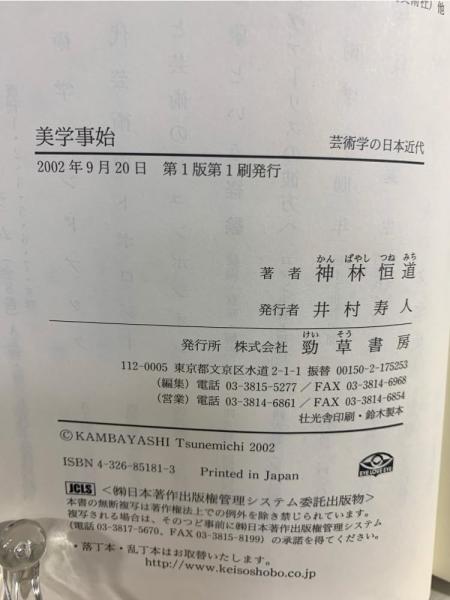 術社）他
美学事始　芸術学の日本近代
2002年9月20日　第1版第1刷発行
かん ばやし つね みち
著者 神林恒道
発行者 井村寿人
けい そう
発行所 株式会社 勁草書房
112-0005 東京都文京区水道2-1-1 振替 00150-2-175253
（編集）電話 03-3815-5277／FAX 03-3814-6968
（営業）電話 03-3814-6861／FAX 03-3814-6854
壮光舎印刷・鈴木製本
©KAMBAYASHI Tsunemichi 2002
ISBN 4-326-85181-3　Printed in Japan
EYE LOVE EYE
JCLS ＜㈱日本著作出版権管理システム委託出版物＞
本書の無断複写は著作権法上での例外を除き禁じられています。
複写される場合は、そのつど事前に㈱日本著作出版権管理システム
（電話 03-3817-5670、FAX 03-3815-8199）の承諾を得てください。
・落丁本・乱丁本はお取替いたします。
http://www.keisoshobo.co.jp